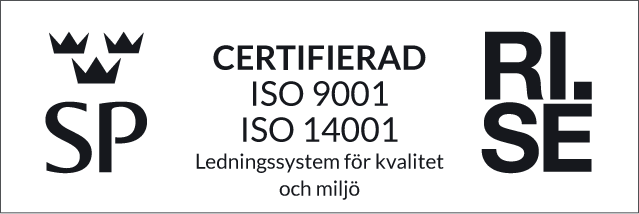 SP
CERTIFIERAD
ISO 9001
ISO 14001
Ledningssystem för kvalitet
och miljö
RI.
SE